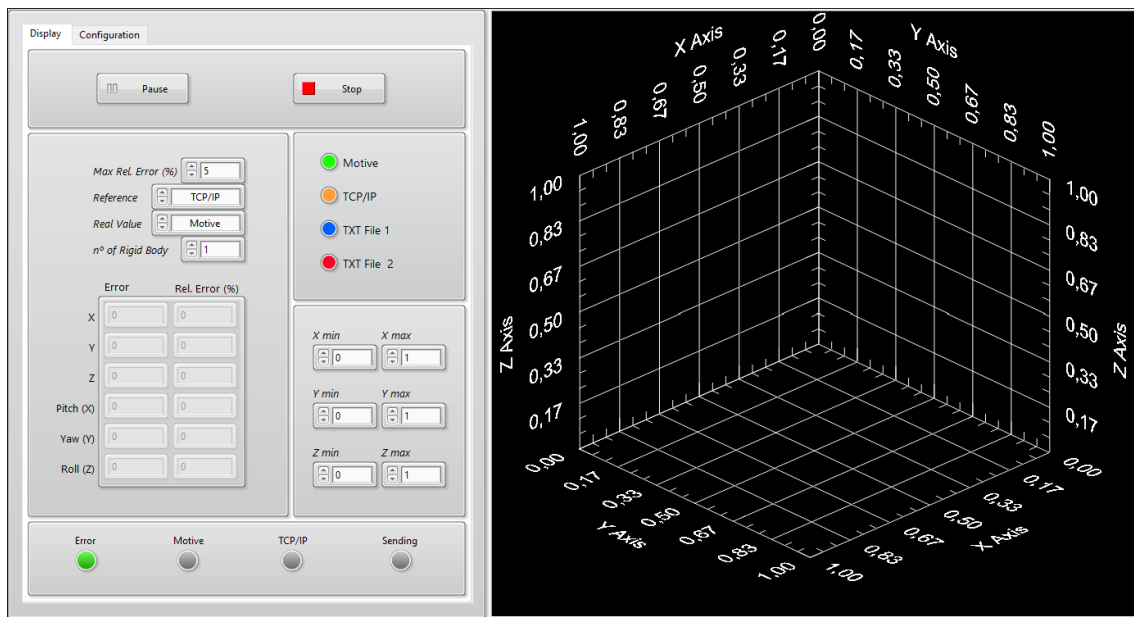 Display Configuration
Pause Stop
Max Rel. Error (%) 5
Reference TCP/IP
Real Value Motive
nº of Rigid Body 1
Error Rel. Error (%)
X 0 0
Y 0 0
Z 0 0
Pitch (X) 0 0
Yaw (Y) 0 0
Roll (Z) 0 0
Motive
TCP/IP
TXT File 1
TXT File 2
X min X max
0 1
Y min Y max
0 1
Z min Z max
0 1
Error Motive TCP/IP Sending
X Axis
1,00 0,83 0,67 0,50 0,33 0,17 0,00
Y Axis
0,17 0,33 0,50 0,67 0,83 1,00
Z Axis
1,00
0,83
0,67
0,50
0,33
0,17
0,00
Z Axis
1,00
0,83
0,67
0,50
0,33
0,17
0,00
Y Axis
0,17 0,33 0,50 0,67 0,83 1,00
X Axis
1,00 0,83 0,67 0,50 0,33 0,17